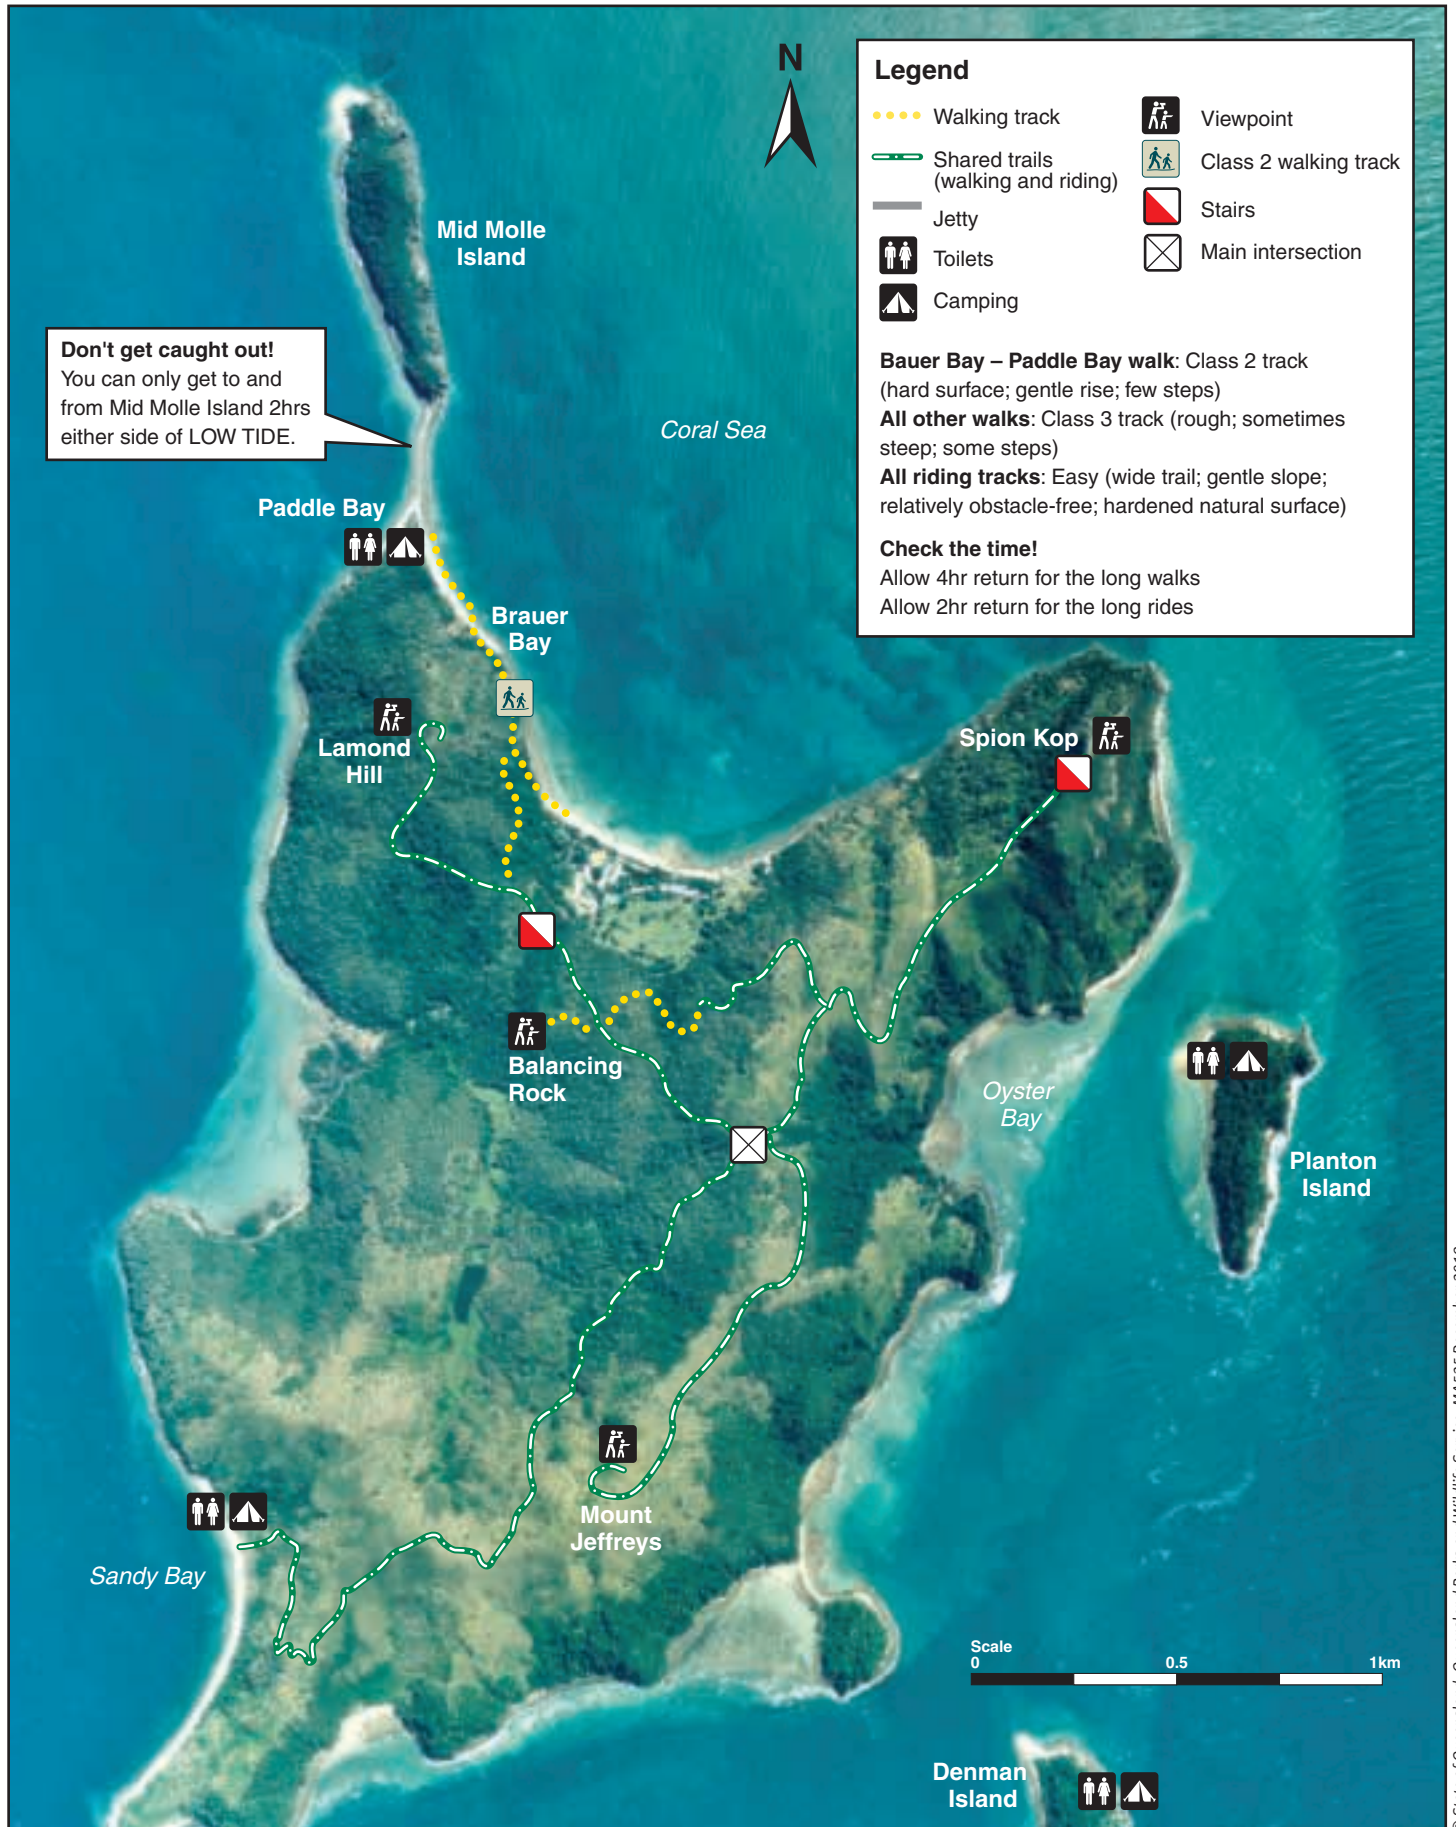 N
Legend
Walking track
Shared trails
(walking and riding)
Jetty
Toilets
Camping
Viewpoint
Class 2 walking track
Stairs
Main intersection
Bauer Bay – Paddle Bay walk: Class 2 track
(hard surface; gentle rise; few steps)
All other walks: Class 3 track (rough; sometimes
steep; some steps)
All riding tracks: Easy (wide trail; gentle slope;
relatively obstacle-free; hardened natural surface)
Check the time!
Allow 4hr return for the long walks
Allow 2hr return for the long rides
Mid Molle
Island
Don't get caught out!
You can only get to and
from Mid Molle Island 2hrs
either side of LOW TIDE.
Coral Sea
Paddle Bay
Brauer
Bay
Lamond
Hill
Spion Kop
Balancing
Rock
Oyster
Bay
Planton
Island
Mount
Jeffreys
Sandy Bay
Scale
0 0.5 1km
Denman
Island